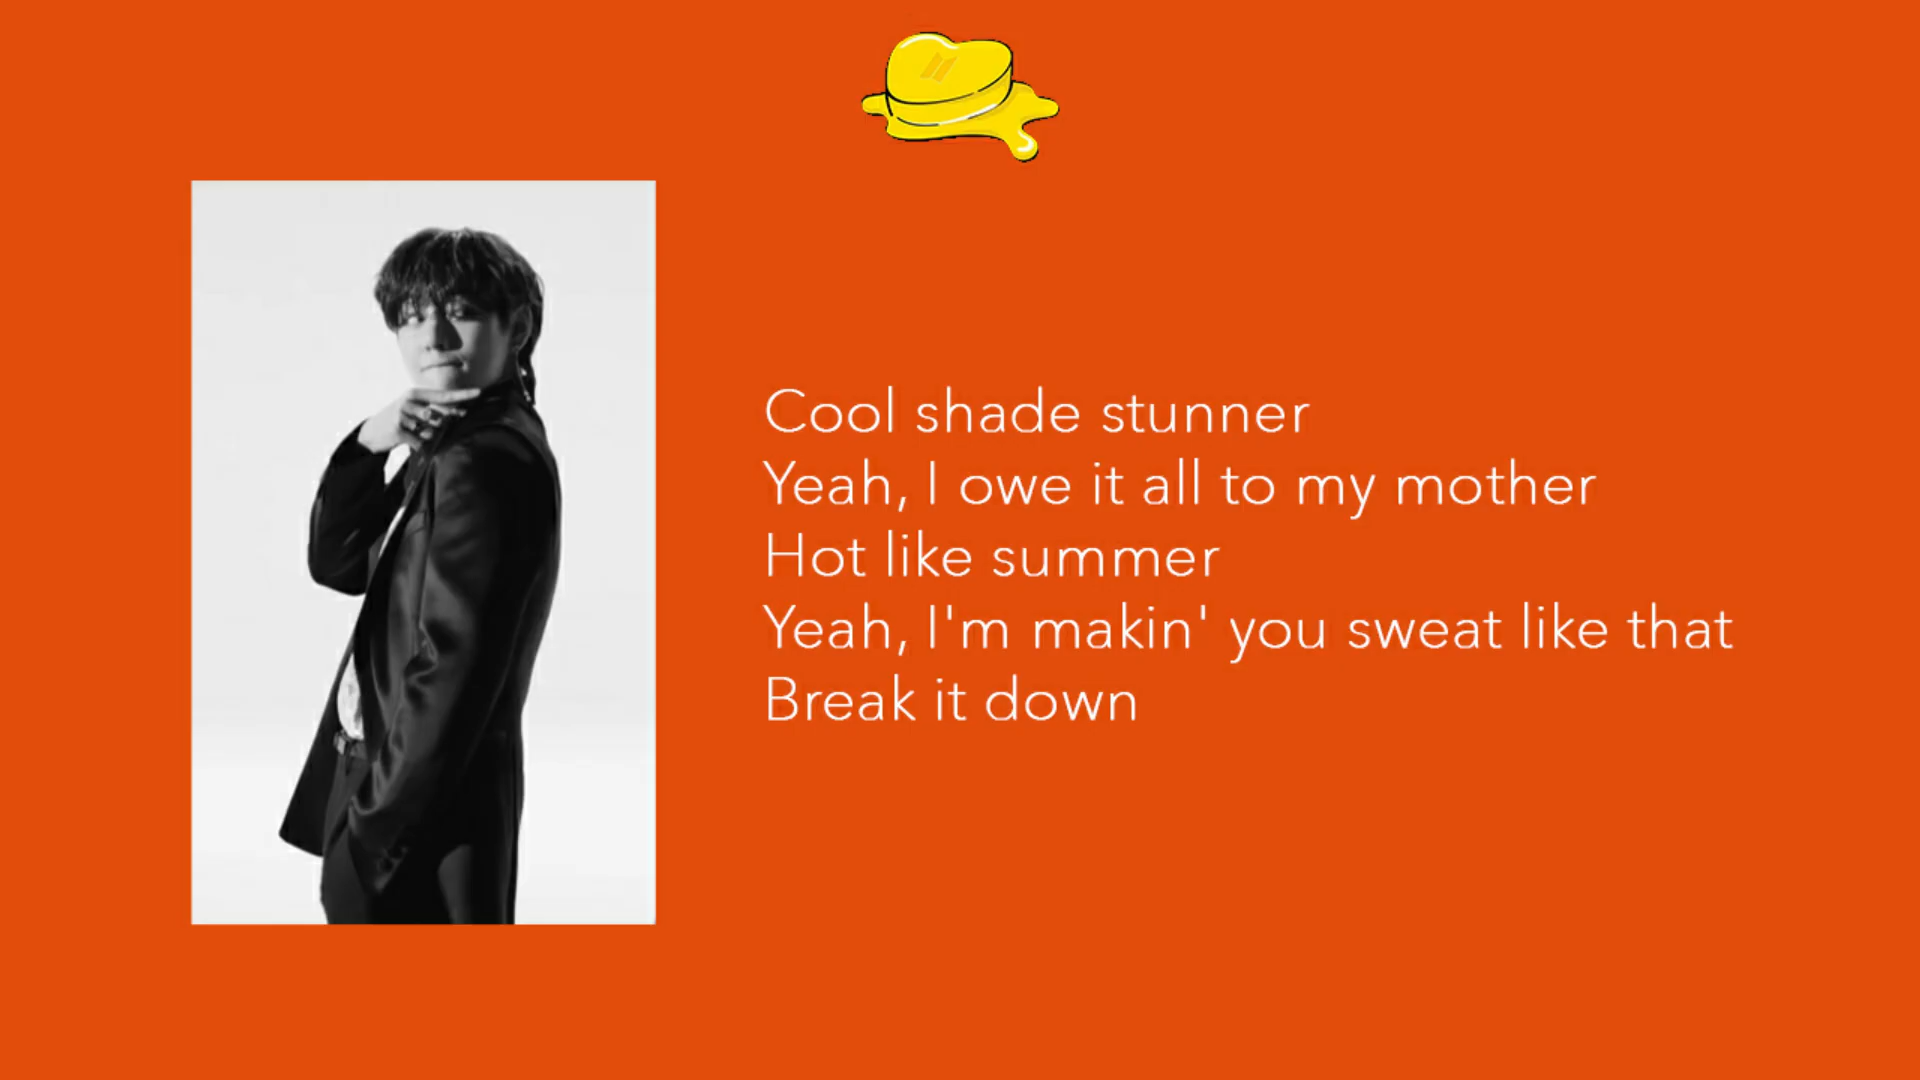 Cool shade stunner
Yeah, I owe it all to my mother
Hot like summer
Yeah, I'm makin' you sweat like that
Break it down